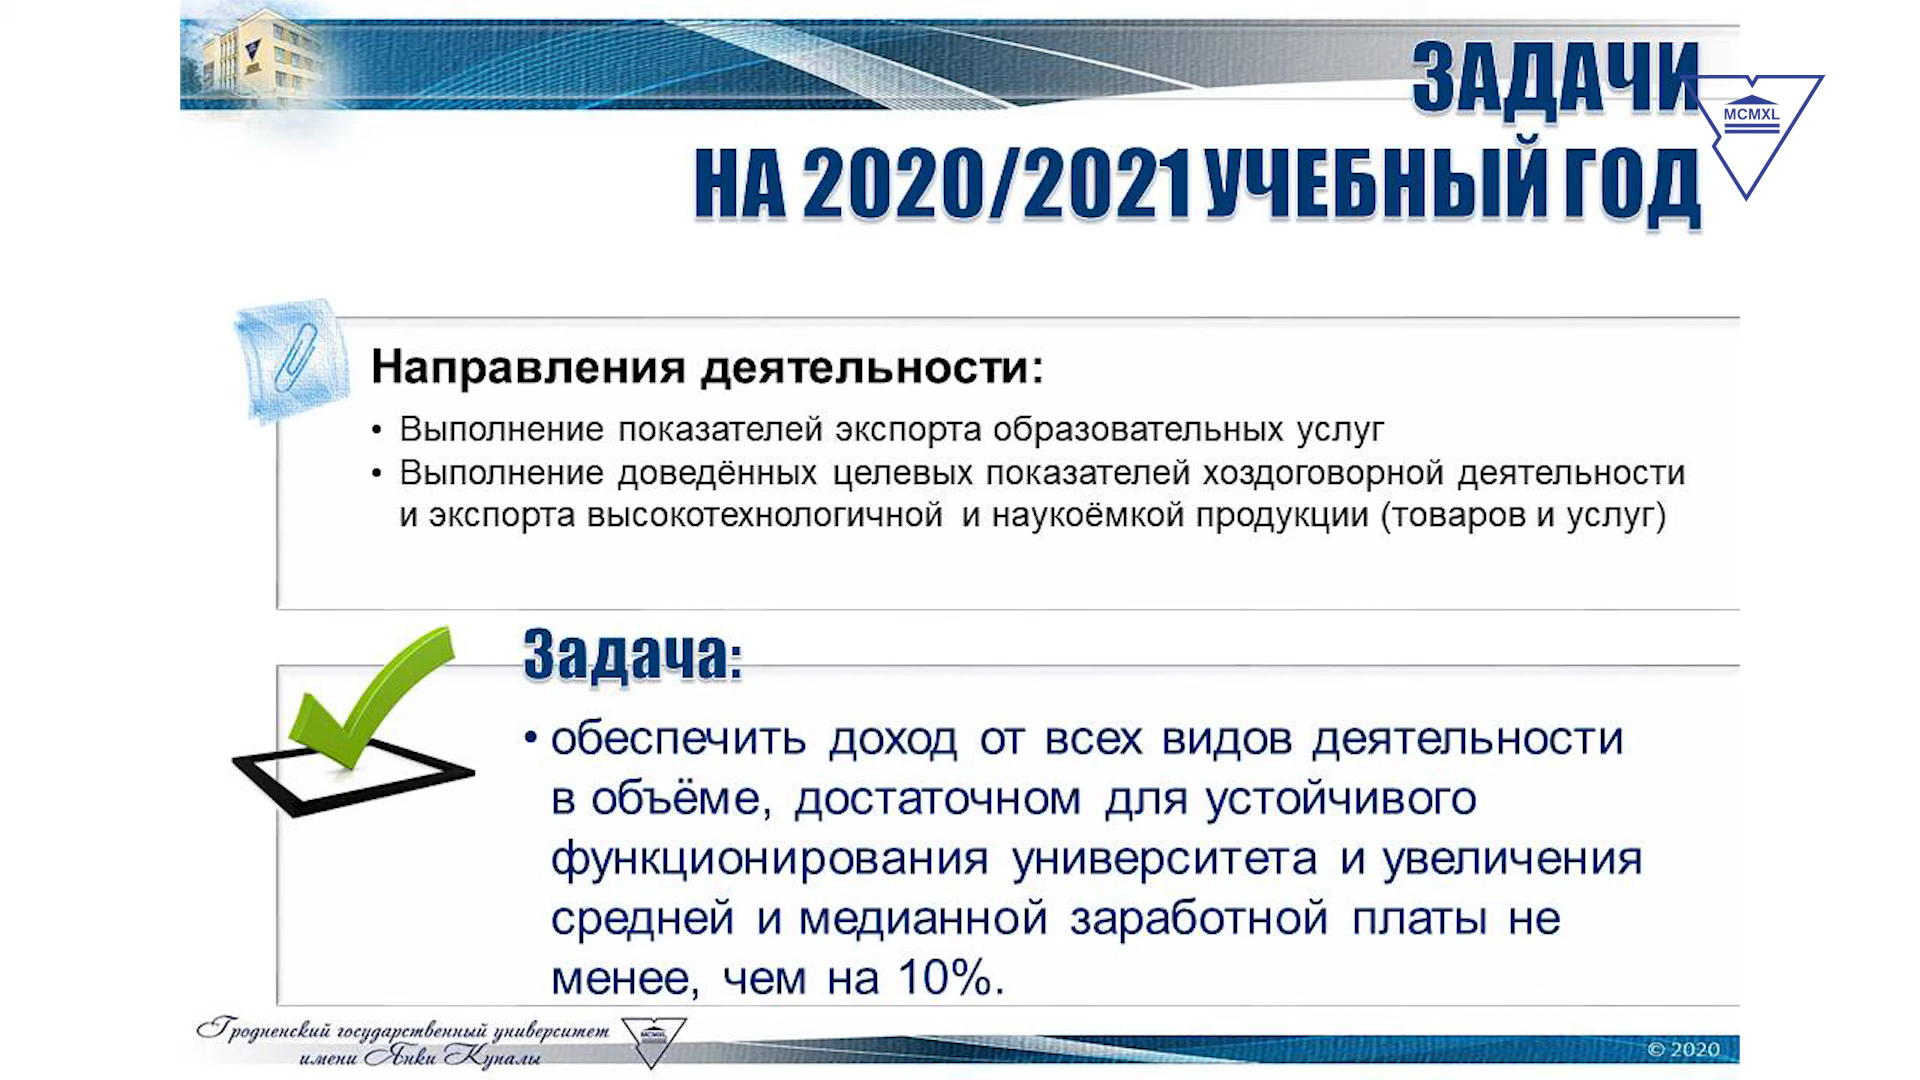 ЗАДАЧИ
MCMXL
НА 2020/2021 УЧЕБНЫЙ ГОД
Направления деятельности:
• Выполнение показателей экспорта образовательных услуг
• Выполнение доведённых целевых показателей хоздоговорной деятельности
и экспорта высокотехнологичной и наукоёмкой продукции (товаров и услуг)
Задача:
• обеспечить доход от всех видов деятельности
в объёме, достаточном для устойчивого
функционирования университета и увеличения
средней и медианной заработной платы не
менее, чем на 10%.
Гродненский государственный университет
имени Янки Купалы
MCMXL
© 2020